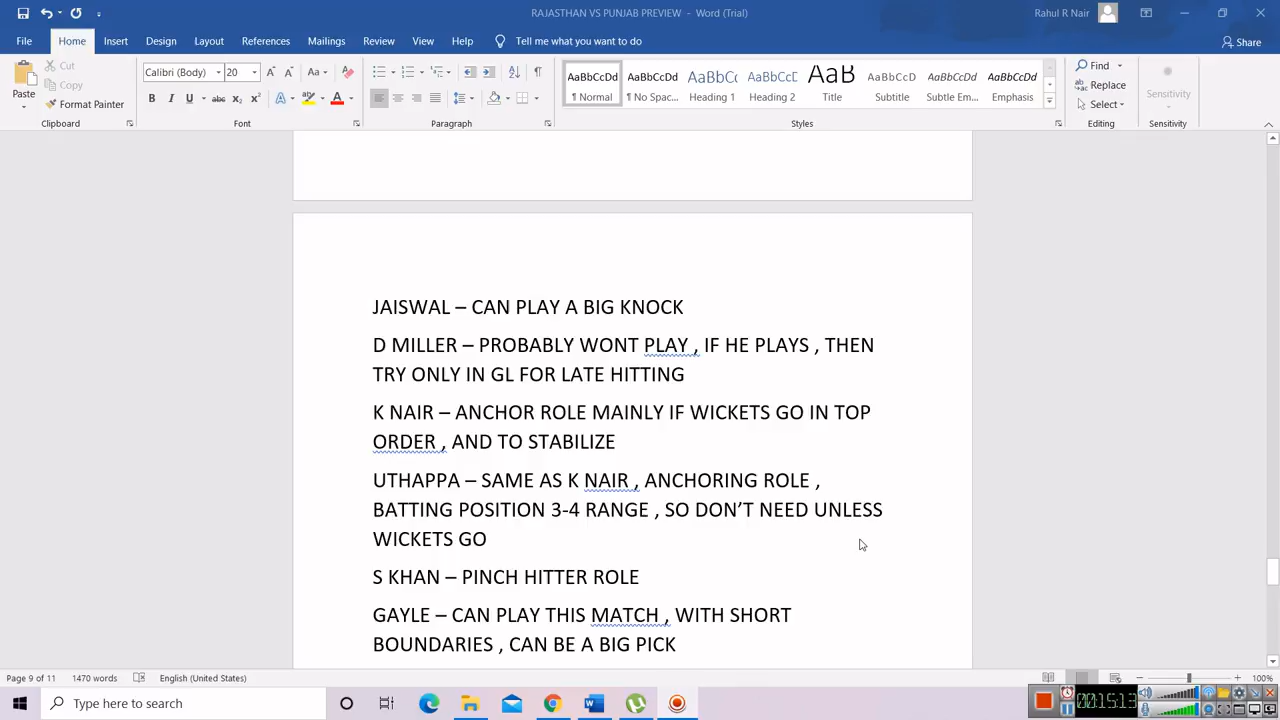 RAJASTHAN VS PUNJAB PREVIEW - Word (Trial)
Rahul R Nair
File Home Insert Design Layout References Mailings Review View Help Tell me what you want to do Share
Paste
Cut
Copy
Format Painter
Clipboard
Calibri (Body) 20
Font
Paragraph
AaBbCcDd AaBbCcDd AaBbCc AaBbCcC AaB AaBbCcC AaBbCcDd AaBbCcDd
¶ Normal ¶ No Spac... Heading 1 Heading 2 Title Subtitle Subtle Em... Emphasis
Styles
Find
Replace
Select
Editing
Sensitivity
Sensitivity
JAISWAL – CAN PLAY A BIG KNOCK
D MILLER – PROBABLY WONT PLAY , IF HE PLAYS , THEN
TRY ONLY IN GL FOR LATE HITTING
K NAIR – ANCHOR ROLE MAINLY IF WICKETS GO IN TOP
ORDER , AND TO STABILIZE
UTHAPPA – SAME AS K NAIR , ANCHORING ROLE ,
BATTING POSITION 3-4 RANGE , SO DON'T NEED UNLESS
WICKETS GO
S KHAN – PINCH HITTER ROLE
GAYLE – CAN PLAY THIS MATCH , WITH SHORT
BOUNDARIES , CAN BE A BIG PICK
Page 9 of 11 1470 words English (United States) 100%
Type here to search
00:15:13